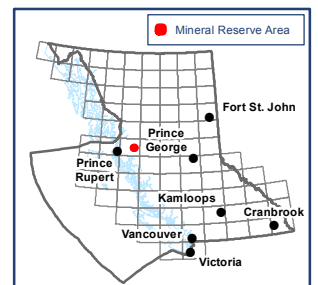 Mineral Reserve Area
Fort St. John
Prince
George
Prince
Rupert
Kamloops
Cranbrook
Vancouver
Victoria